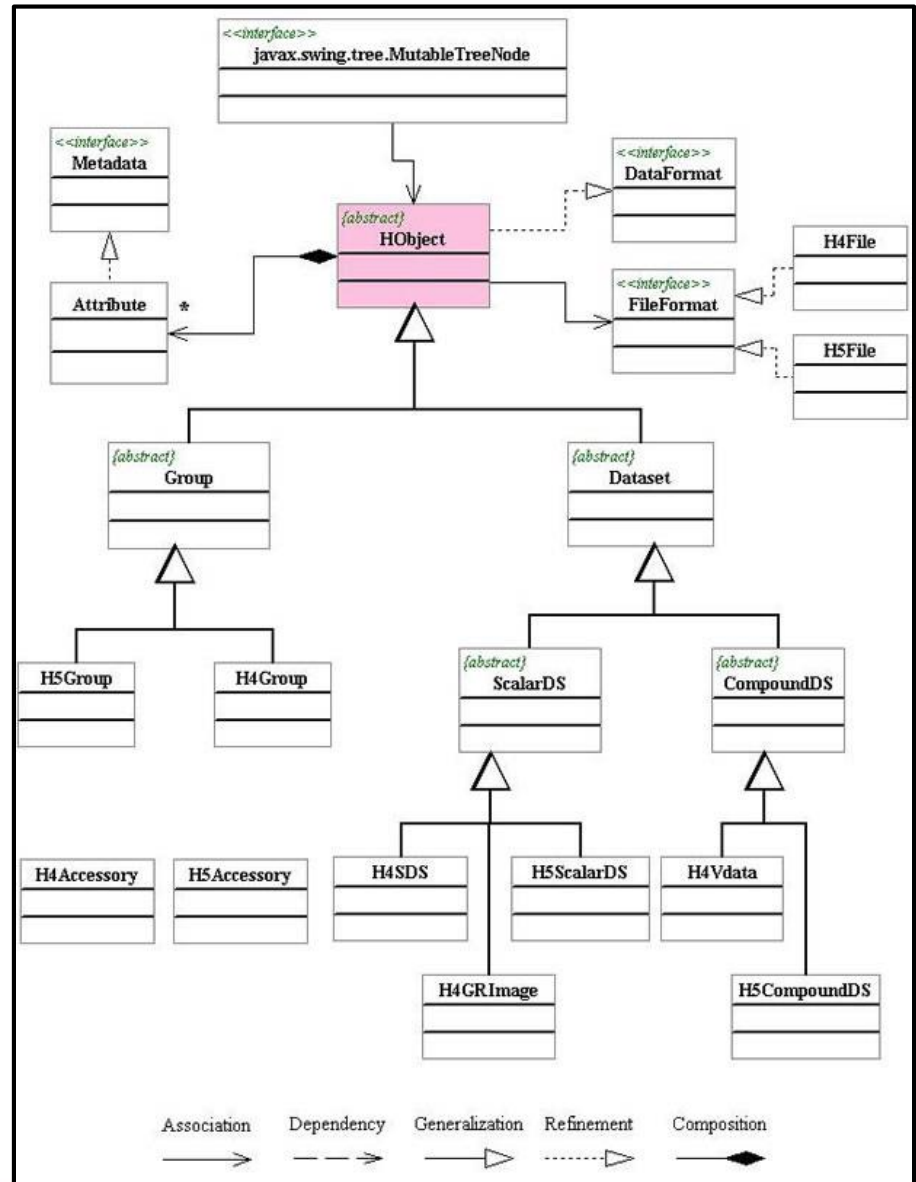 <<interface>>
javax.swing.tree.MutableTreeNode
<<interface>>
Metadata
<<interface>>
DataFormat
{abstract}
HObject
H4File
Attribute
*
<<interface>>
FileFormat
H5File
{abstract}
Group
{abstract}
Dataset
H5Group
H4Group
{abstract}
ScalarDS
{abstract}
CompoundDS
H4Accessory
H5Accessory
H4SDS
H5ScalarDS
H4Vdata
H4GRImage
H5CompoundDS
Association
Dependency
Generalization
Refinement
Composition